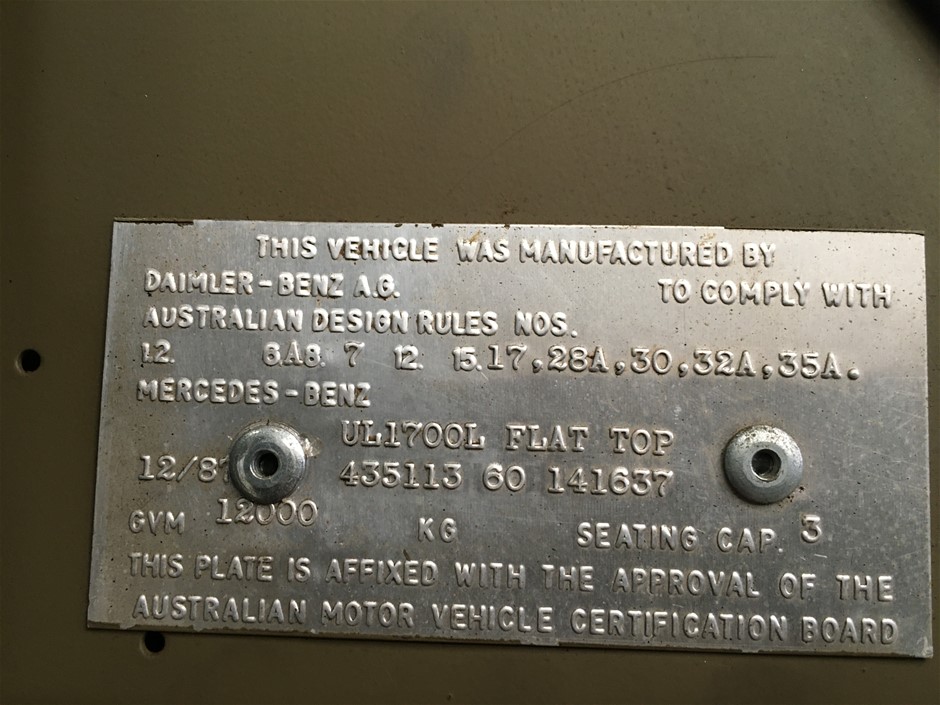 THIS VEHICLE WAS MANUFACTURED BY
DAIMLER-BENZ A.G. TO COMPLY WITH
AUSTRALIAN DESIGN RULES NOS.
12. 6A8. 7 12. 15.17,28A,30,32A,35A.
MERCEDES-BENZ
UL1700L FLAT TOP
12/87 435113 60 141637
GVM 12000 KG SEATING CAP. 3
THIS PLATE IS AFFIXED WITH THE APPROVAL OF THE
AUSTRALIAN MOTOR VEHICLE CERTIFICATION BOARD